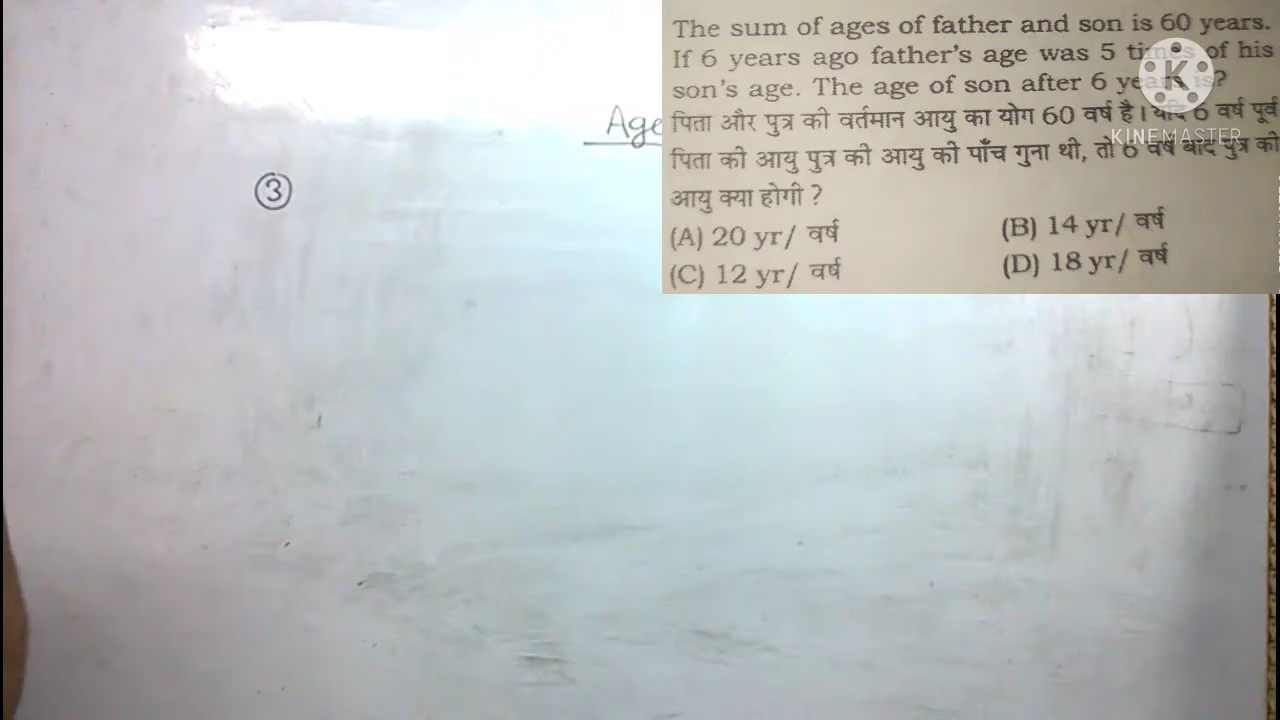 The sum of ages of father and son is 60 years.
If 6 years ago father's age was 5 times of his
son's age. The age of son after 6 years is?
पिता और पुत्र की वर्तमान आयु का योग 60 वर्ष है। यदि 6 वर्ष पूर्व
पिता की आयु पुत्र की आयु की पाँच गुना थी, तो 6 वर्ष बाद पुत्र की
आयु क्या होगी ?
(A) 20 yr/ वर्ष (B) 14 yr/ वर्ष
(C) 12 yr/ वर्ष (D) 18 yr/ वर्ष
K
KINEMASTER
Age
③